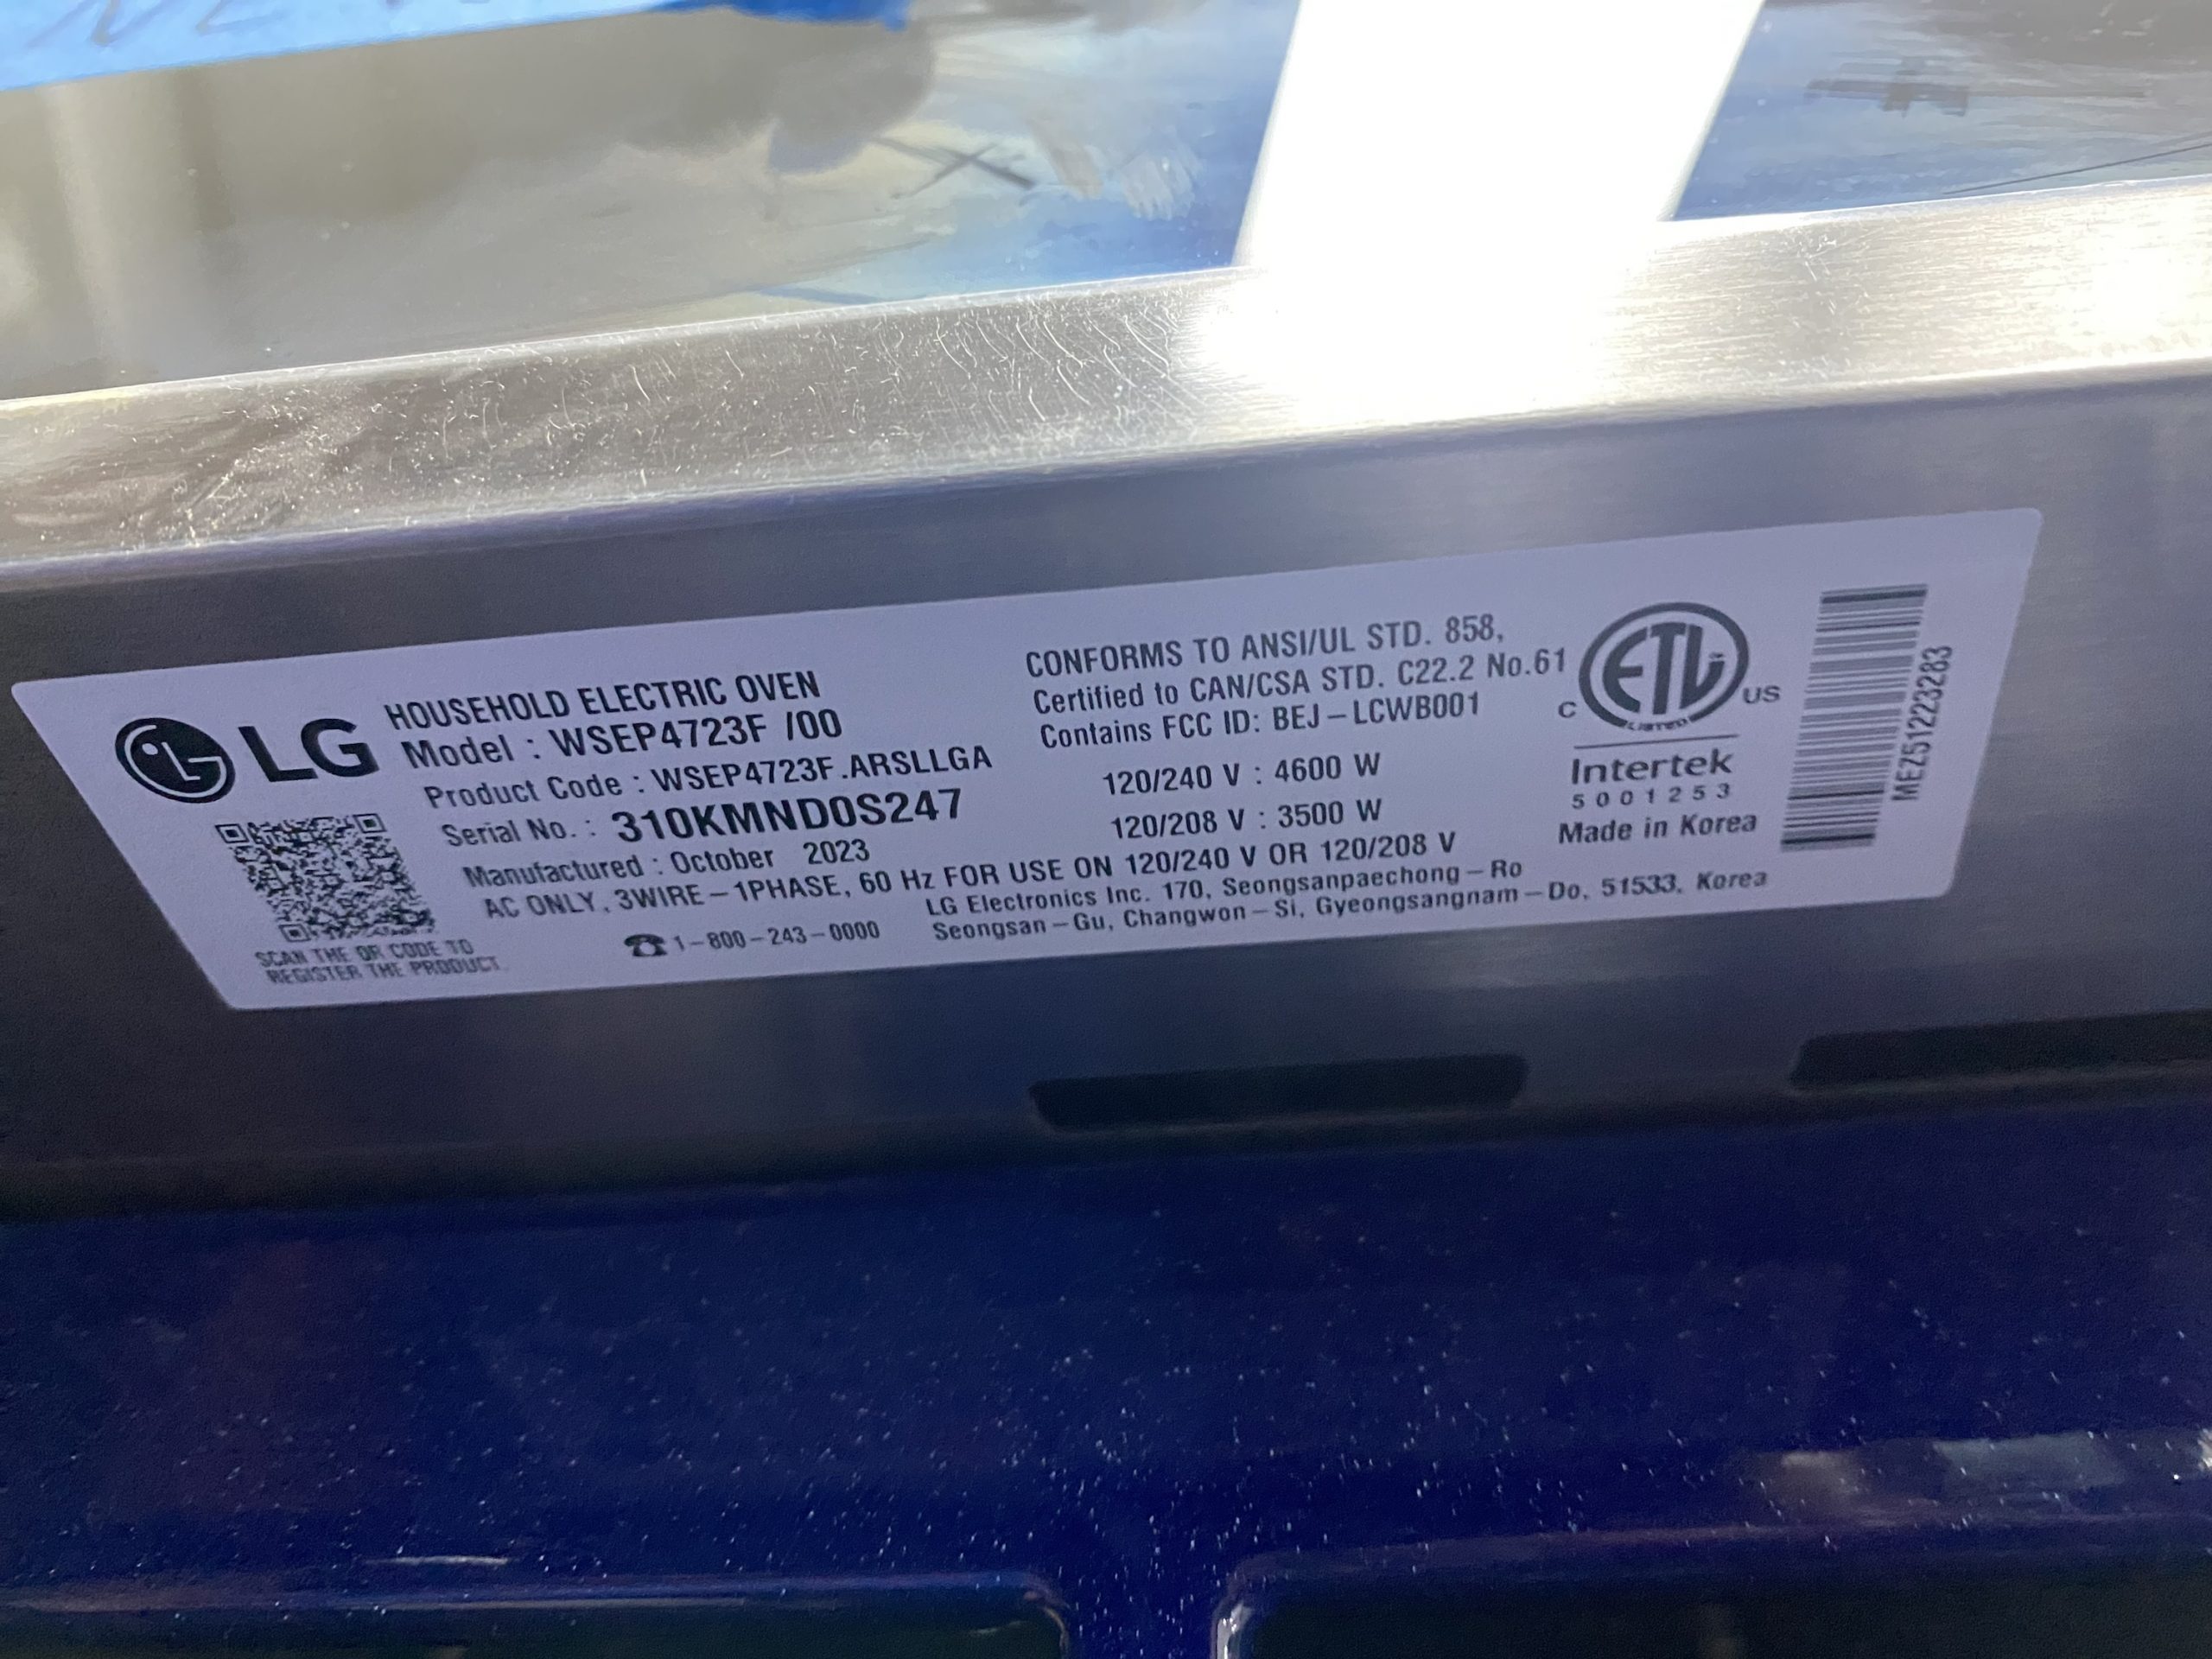 LG
HOUSEHOLD ELECTRIC OVEN
Model : WSEP4723F /00
Product Code : WSEP4723F.ARSLLGA
Serial No. : 310KMND0S247
Manufactured : October 2023
AC ONLY, 3WIRE–1PHASE, 60 Hz FOR USE ON 120/240 V OR 120/208 V
SCAN THE QR CODE TO
REGISTER THE PRODUCT.
☎ 1–800–243–0000
LG Electronics Inc. 170, Seongsanpaechong–Ro
Seongsan–Gu, Changwon–Si, Gyeongsangnam–Do, 51533, Korea
CONFORMS TO ANSI/UL STD. 858,
Certified to CAN/CSA STD. C22.2 No.61
Contains FCC ID: BEJ–LCWB001
120/240 V : 4600 W
120/208 V : 3500 W
C ETL US
LISTED
Intertek
5001253
Made in Korea
MEZ51223283